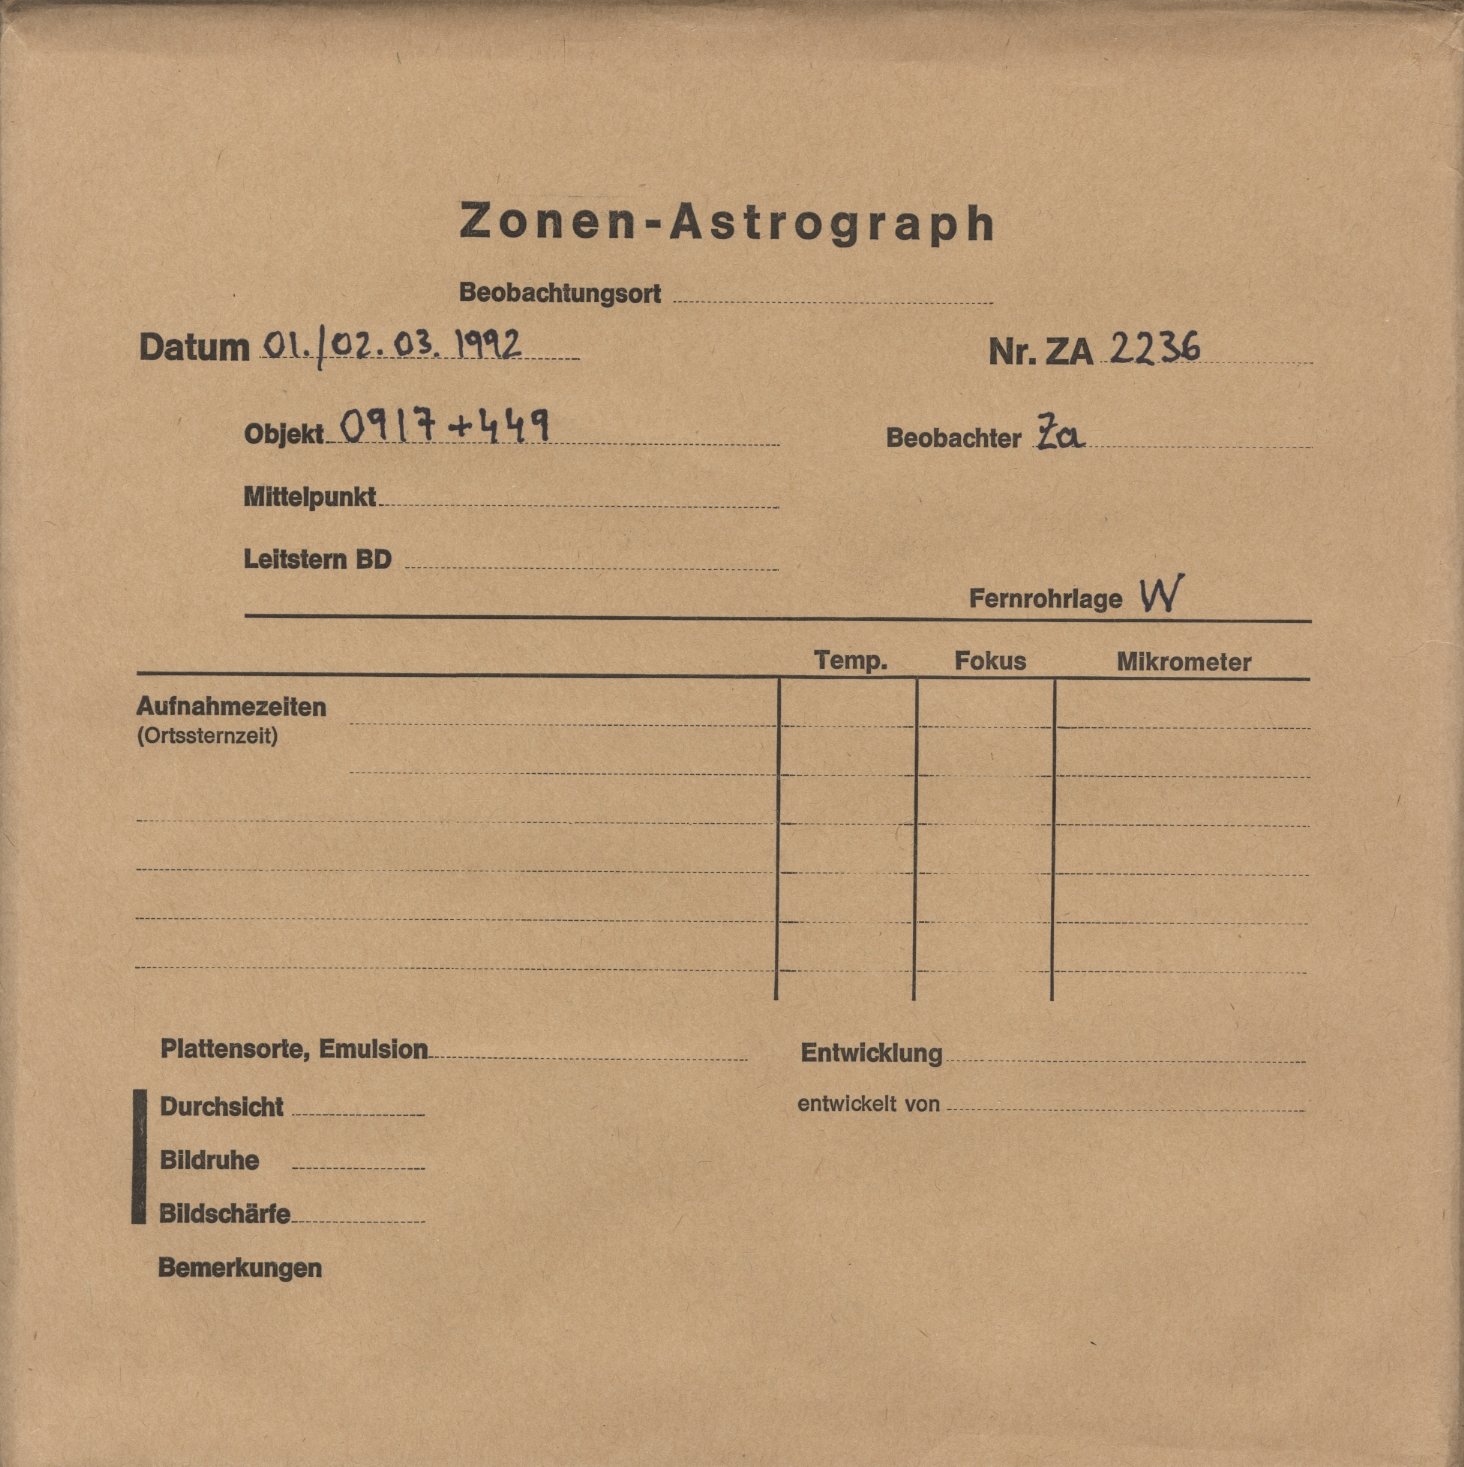 Zonen-Astrograph
Beobachtungsort
Datum 01./02.03.1992 Nr. ZA 2236
Objekt 0917+449 Beobachter Za
Mittelpunkt
Leitstern BD
Fernrohrlage W
Temp. Fokus Mikrometer
Aufnahmezeiten
(Ortssternzeit)
Plattensorte, Emulsion Entwicklung
Durchsicht entwickelt von
Bildruhe
Bildschärfe
Bemerkungen